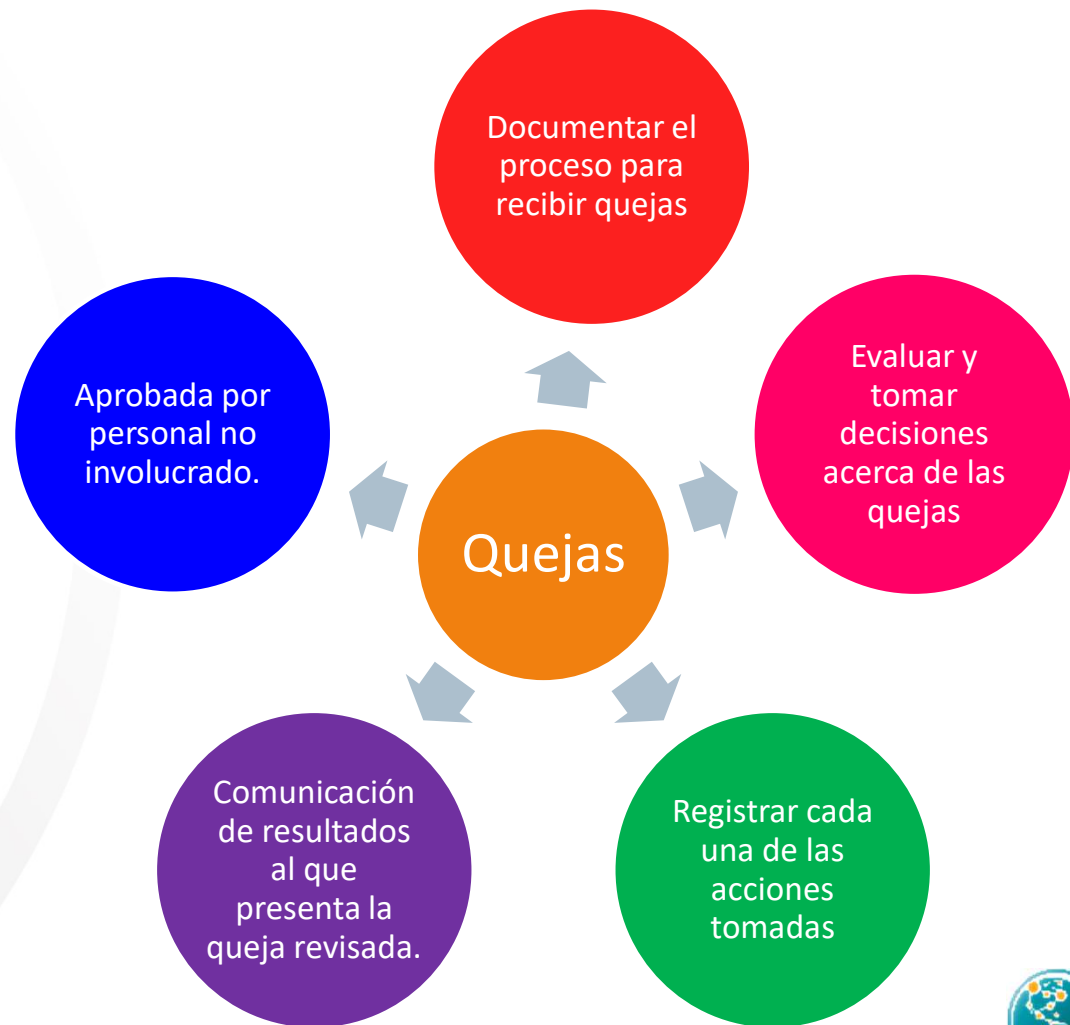 Documentar el
proceso para
recibir quejas
Evaluar y
tomar
decisiones
acerca de las
quejas
Aprobada por
personal no
involucrado.
Quejas
Comunicación
de resultados
al que
presenta la
queja revisada.
Registrar cada
una de las
acciones
tomadas